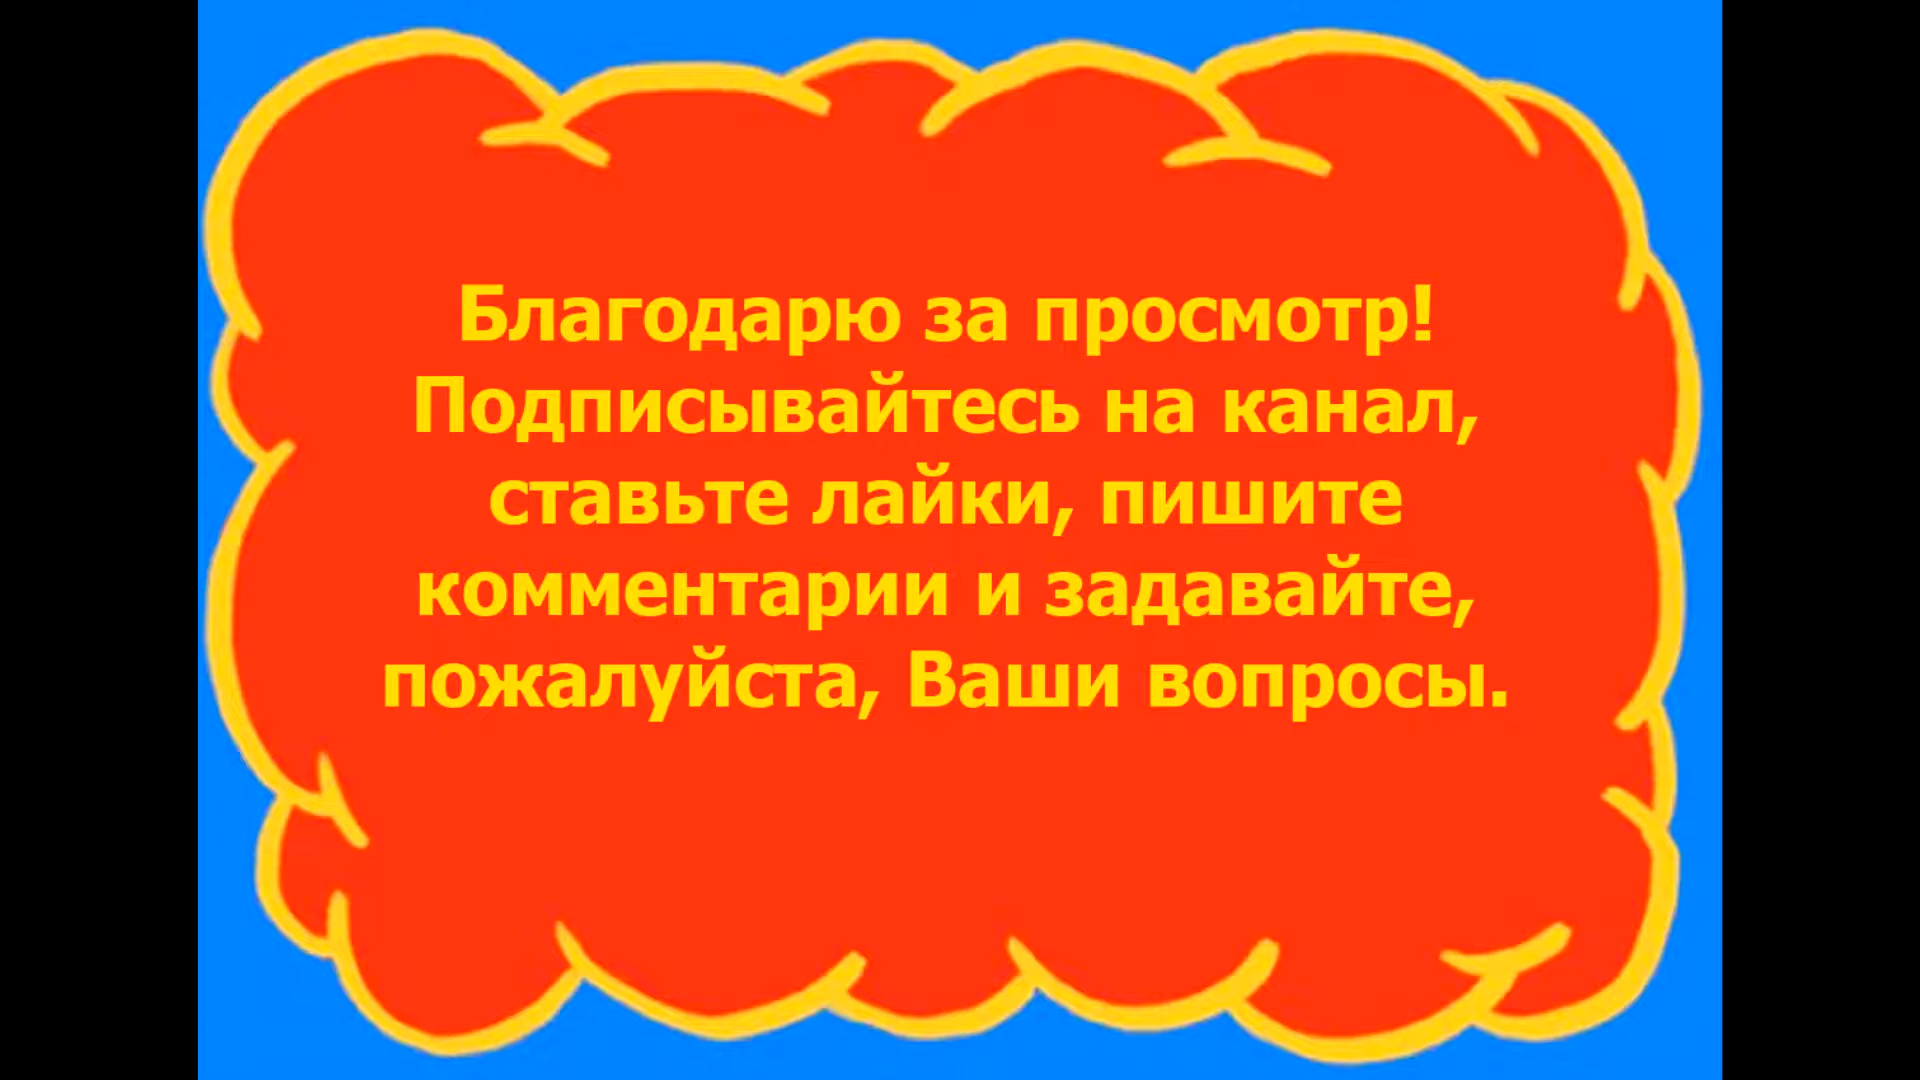 Благодарю за просмотр!
Подписывайтесь на канал,
ставьте лайки, пишите
комментарии и задавайте,
пожалуйста, Ваши вопросы.